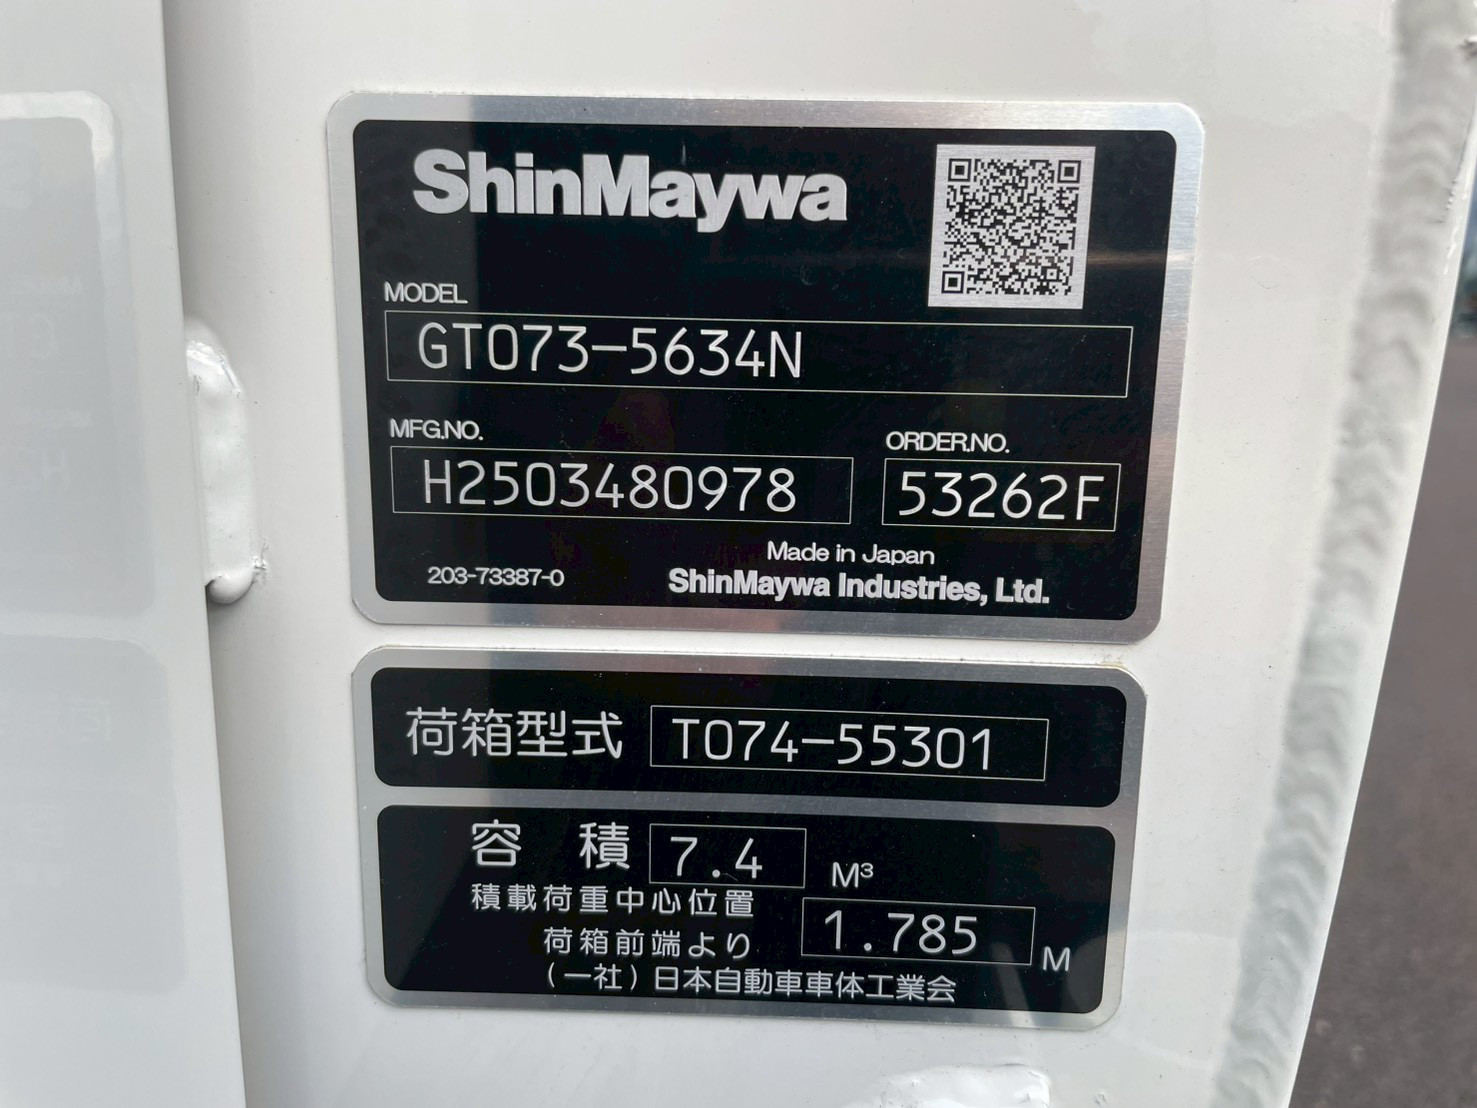 ShinMaywa
MODEL
GT073-5634N
MFG.NO. ORDER.NO.
H2503480978 53262F
Made in Japan
203-73387-0 ShinMaywa Industries, Ltd.
荷箱型式 T074-55301
容積 7.4 M³
積載荷重中心位置
荷箱前端より 1.785 M
(一社)日本自動車車体工業会